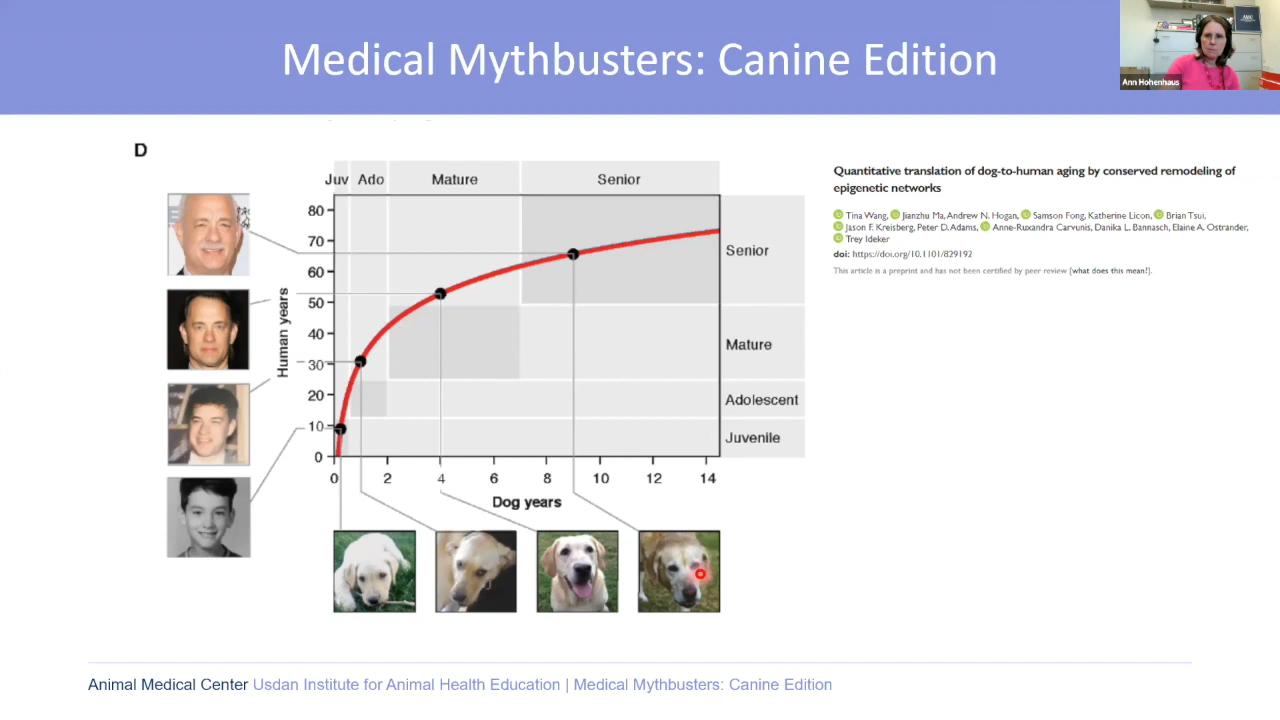 Medical Mythbusters: Canine Edition
Ann Hohenhaus
D
Juv Ado Mature Senior
80
70
60
50
40
30
20
10
0
Human years
Senior
Mature
Adolescent
Juvenile
0 2 4 6 8 10 12 14
Dog years
Quantitative translation of dog-to-human aging by conserved remodeling of
epigenetic networks
Tina Wang, Jianzhu Ma, Andrew N. Hogan, Samson Fong, Katherine Licon, Brian Tsui,
Jason F. Kreisberg, Peter D. Adams, Anne-Ruxandra Carvunis, Danika L. Bannasch, Elaine A. Ostrander,
Trey Ideker
doi: https://doi.org/10.1101/829192
This article is a preprint and has not been certified by peer review [what does this mean?].
Animal Medical Center Usdan Institute for Animal Health Education | Medical Mythbusters: Canine Edition